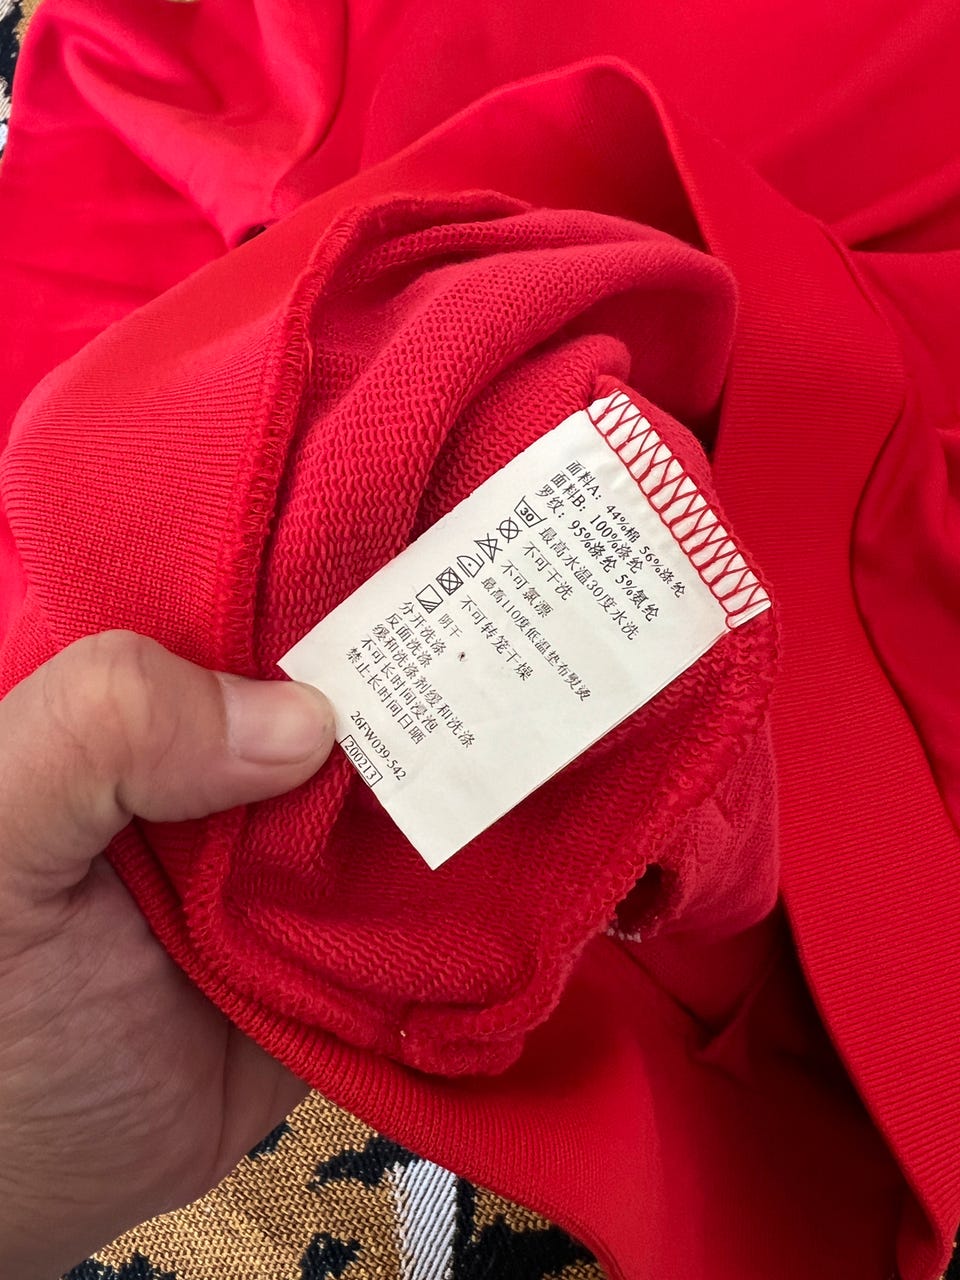 面料A: 44%棉 56%涤纶
面料B: 100%涤纶
罗纹: 95%涤纶 5%氨纶
30 最高水温30度水洗
不可干洗
不可氯漂
最高110度低温垫布熨烫
不可转笼干燥
阴干
分开洗涤
反面洗涤
缓和洗涤剂缓和洗涤
不可长时间浸泡
禁止长时间日晒
26FW039-542
200213